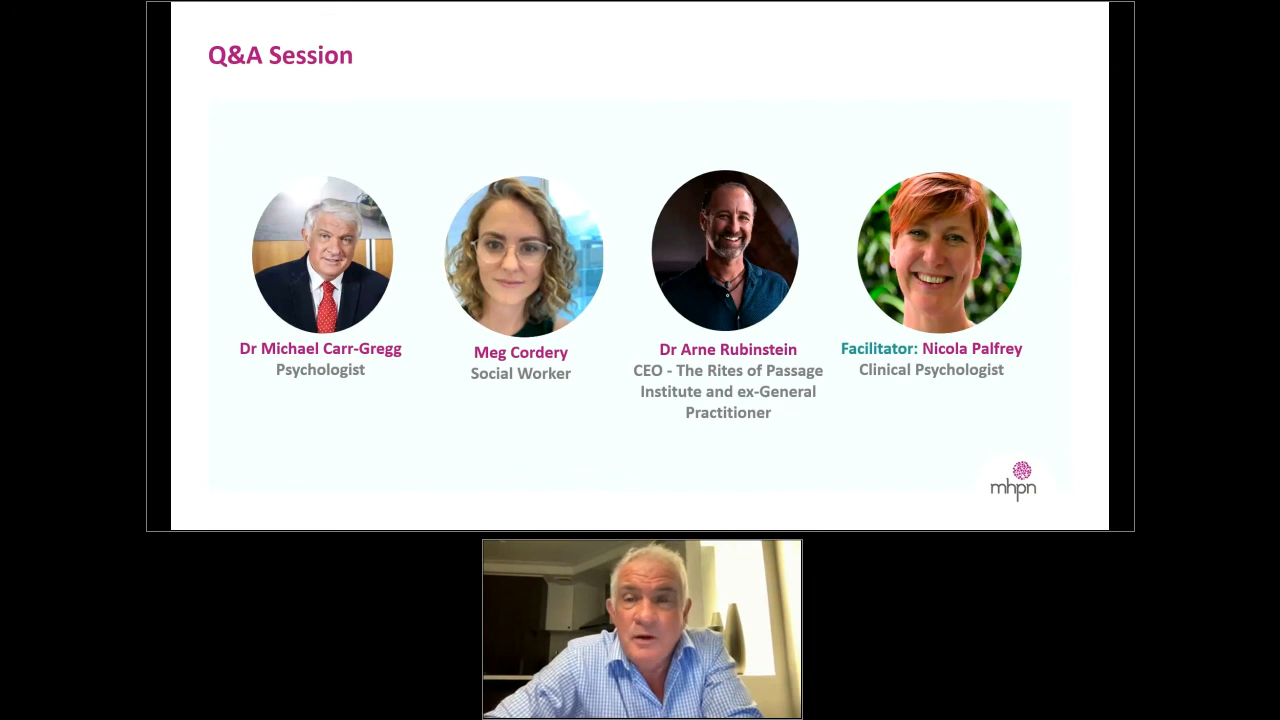 Q&A Session
Dr Michael Carr-Gregg
Psychologist
Meg Cordery
Social Worker
Dr Arne Rubinstein
CEO - The Rites of Passage
Institute and ex-General
Practitioner
Facilitator: Nicola Palfrey
Clinical Psychologist
mhpn